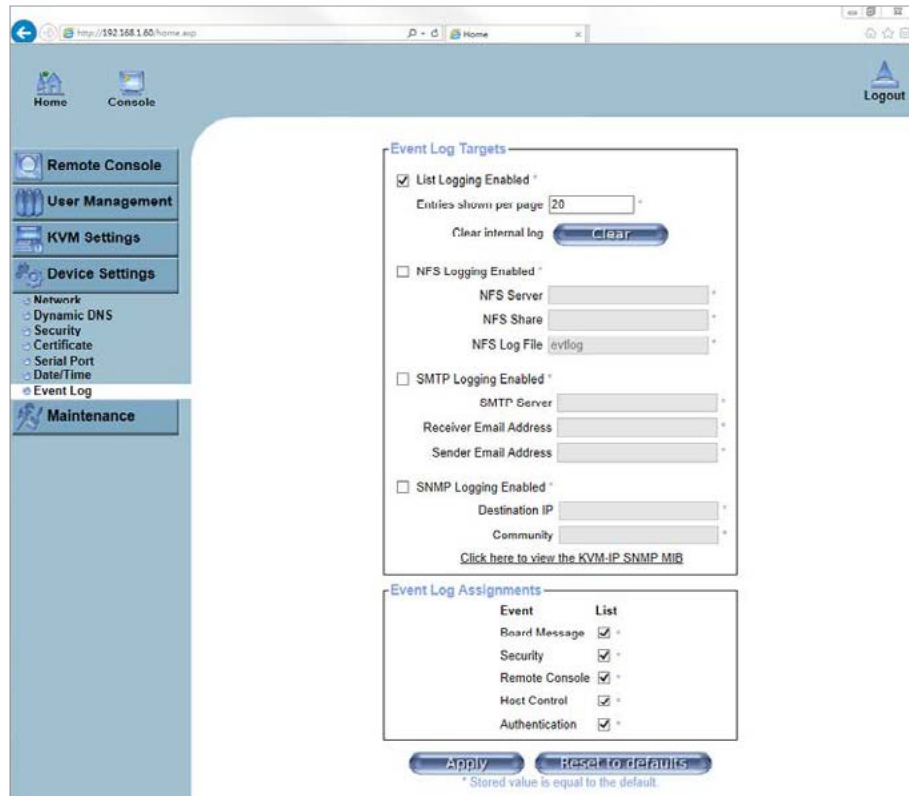 http://192.168.1.60/home.asp
Home
Home
Console
Logout
Remote Console
User Management
KVM Settings
Device Settings
Network
Dynamic DNS
Security
Certificate
Serial Port
Date/Time
Event Log
Maintenance
Event Log Targets
List Logging Enabled *
Entries shown per page 20 *
Clear internal log Clear
NFS Logging Enabled *
NFS Server *
NFS Share *
NFS Log File evtlog *
SMTP Logging Enabled *
SMTP Server *
Receiver Email Address *
Sender Email Address *
SNMP Logging Enabled *
Destination IP *
Community *
Click here to view the KVM-IP SNMP MIB
Event Log Assignments
Event List
Board Message *
Security *
Remote Console *
Host Control *
Authentication *
Apply Reset to defaults
* Stored value is equal to the default.